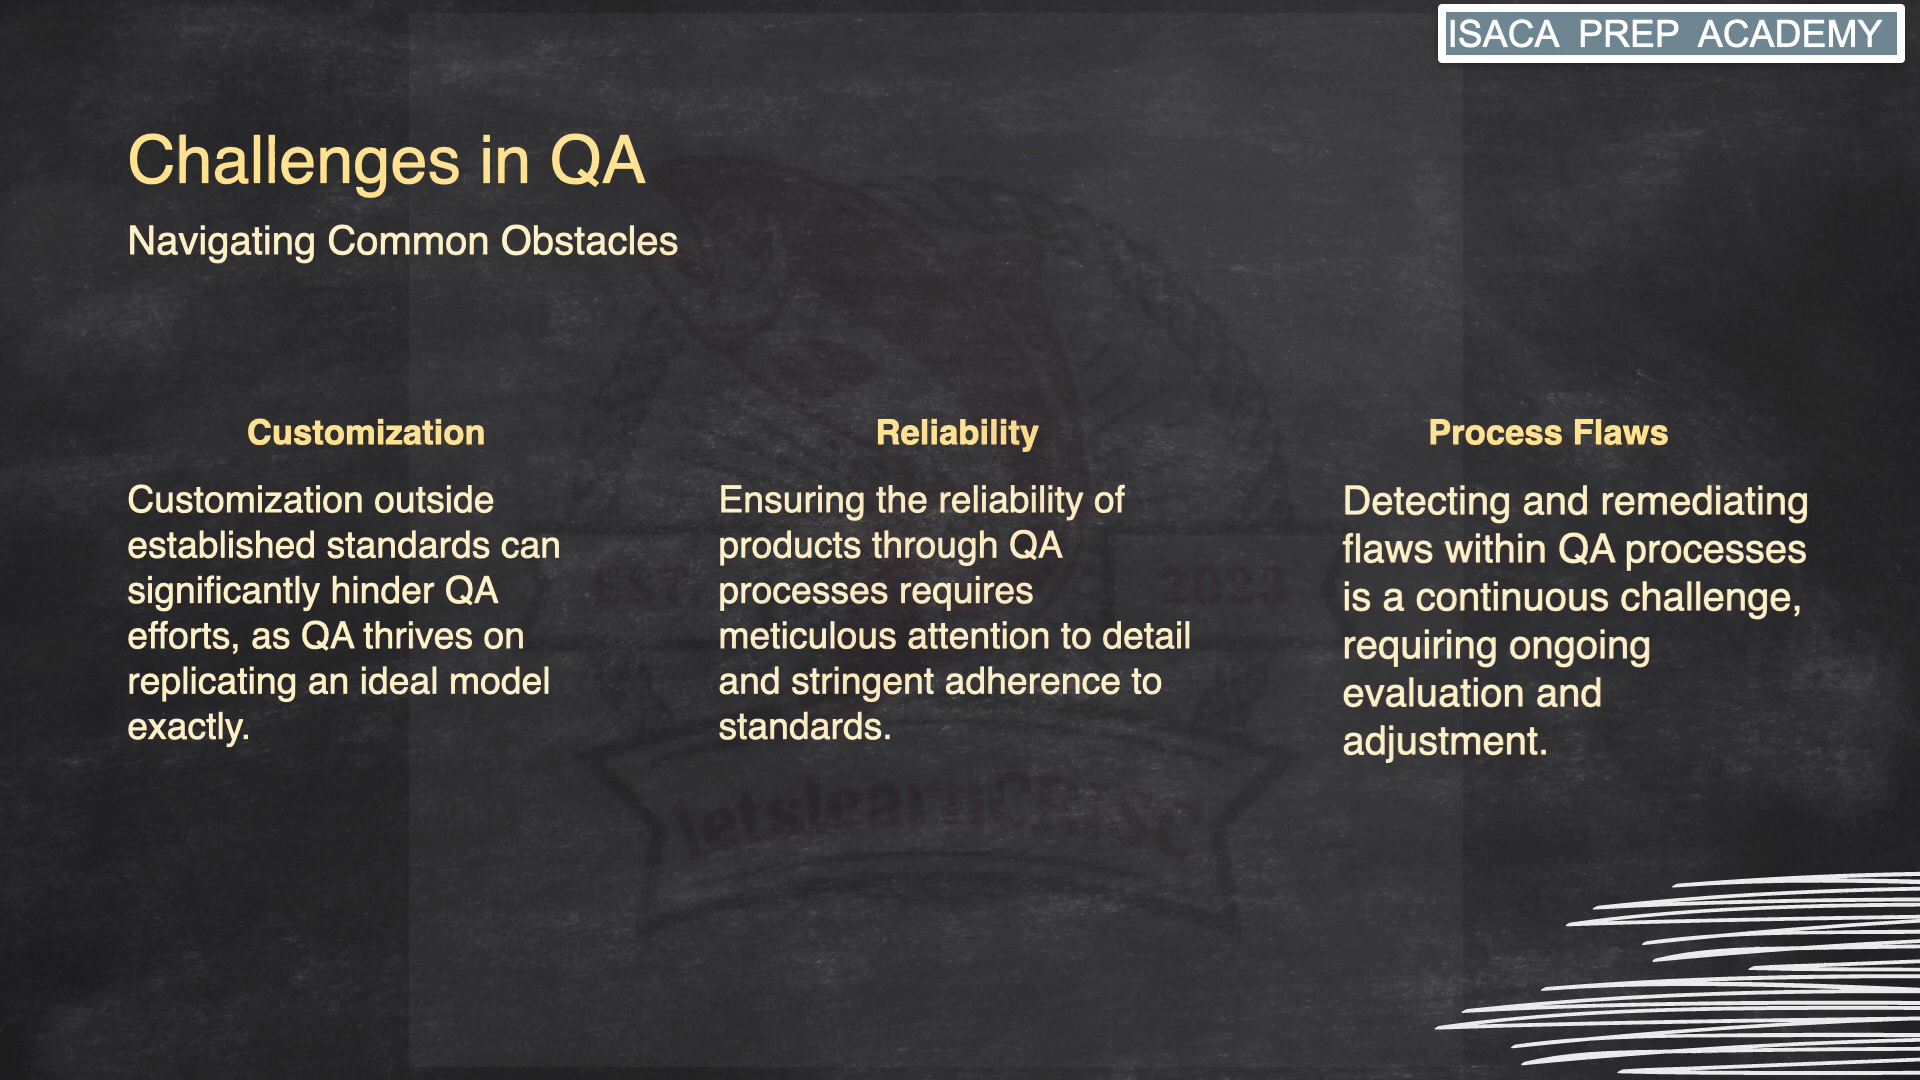 ISACA PREP ACADEMY
Challenges in QA
Navigating Common Obstacles
Customization
Customization outside
established standards can
significantly hinder QA
efforts, as QA thrives on
replicating an ideal model
exactly.
Reliability
Ensuring the reliability of
products through QA
processes requires
meticulous attention to detail
and stringent adherence to
standards.
Process Flaws
Detecting and remediating
flaws within QA processes
is a continuous challenge,
requiring ongoing
evaluation and
adjustment.
EST.
2023
letslearnCRISC